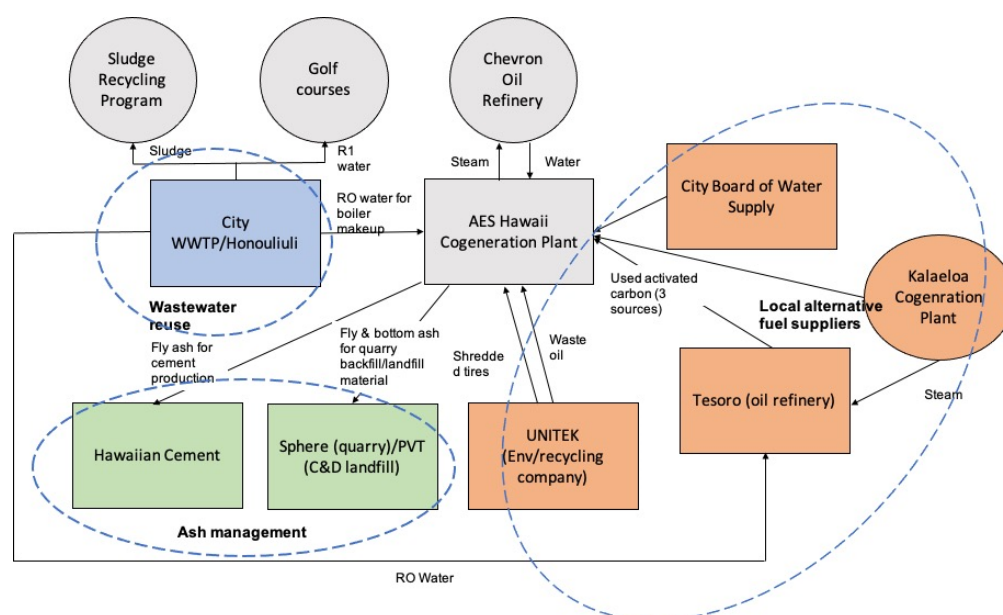 Sludge
Recycling
Program
Golf
courses
Chevron
Oil
Refinery
Sludge
R1
water
Steam
Water
City
WWTP/Honouliuli
RO water for
boiler
makeup
AES Hawaii
Cogeneration Plant
City Board of Water
Supply
Kalaeloa
Cogenration
Plant
Wastewater
reuse
Used activated
carbon (3
sources)
Local alternative
fuel suppliers
Fly ash for
cement
production
Fly & bottom ash
for quarry
backfill/landfill
material
Shredde
d tires
Waste
oil
Steam
Hawaiian Cement
Sphere (quarry)/PVT
(C&D landfill)
UNITEK
(Env/recycling
company)
Tesoro (oil refinery)
Ash management
RO Water